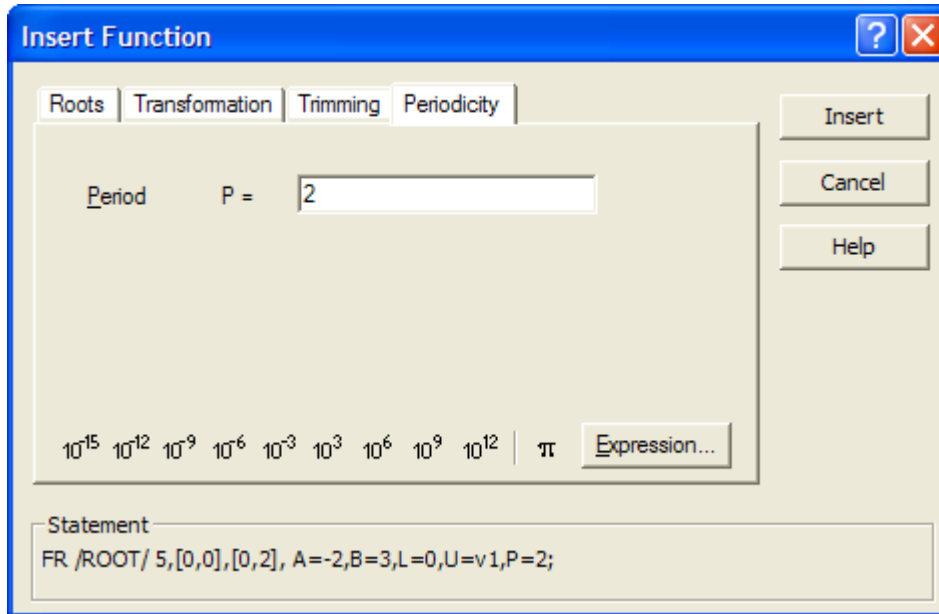 Insert Function
Roots Transformation Trimming Periodicity
Insert
Period P = 2
Cancel
Help
10⁻¹⁵ 10⁻¹² 10⁻⁹ 10⁻⁶ 10⁻³ 10³ 10⁶ 10⁹ 10¹² π Expression...
Statement
FR /ROOT/ 5,[0,0],[0,2], A=-2,B=3,L=0,U=v1,P=2;